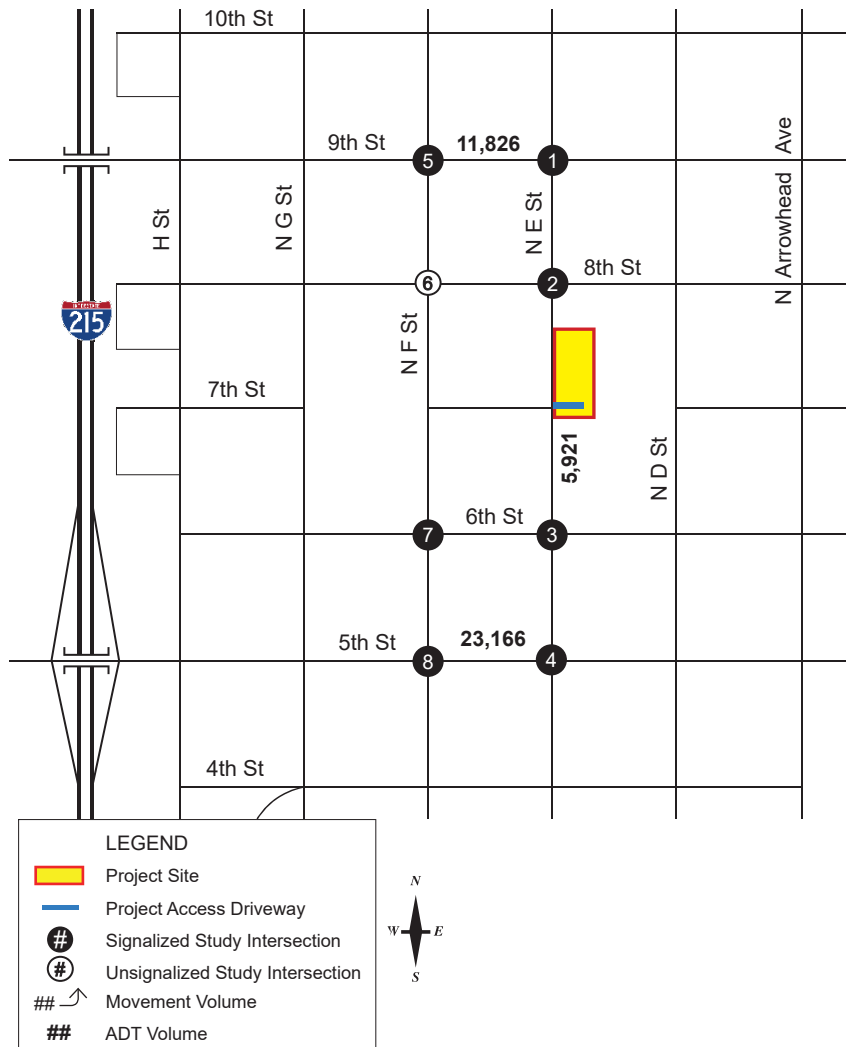 10th St
9th St
11,826
5
1
N Arrowhead Ave
H St
N G St
N E St
8th St
6
2
INTERSTATE
215
N F St
7th St
5,921
N D St
6th St
7
3
5th St
23,166
8
4
4th St
LEGEND
Project Site
Project Access Driveway
# Signalized Study Intersection
# Unsignalized Study Intersection
## Movement Volume
## ADT Volume
N
W E
S